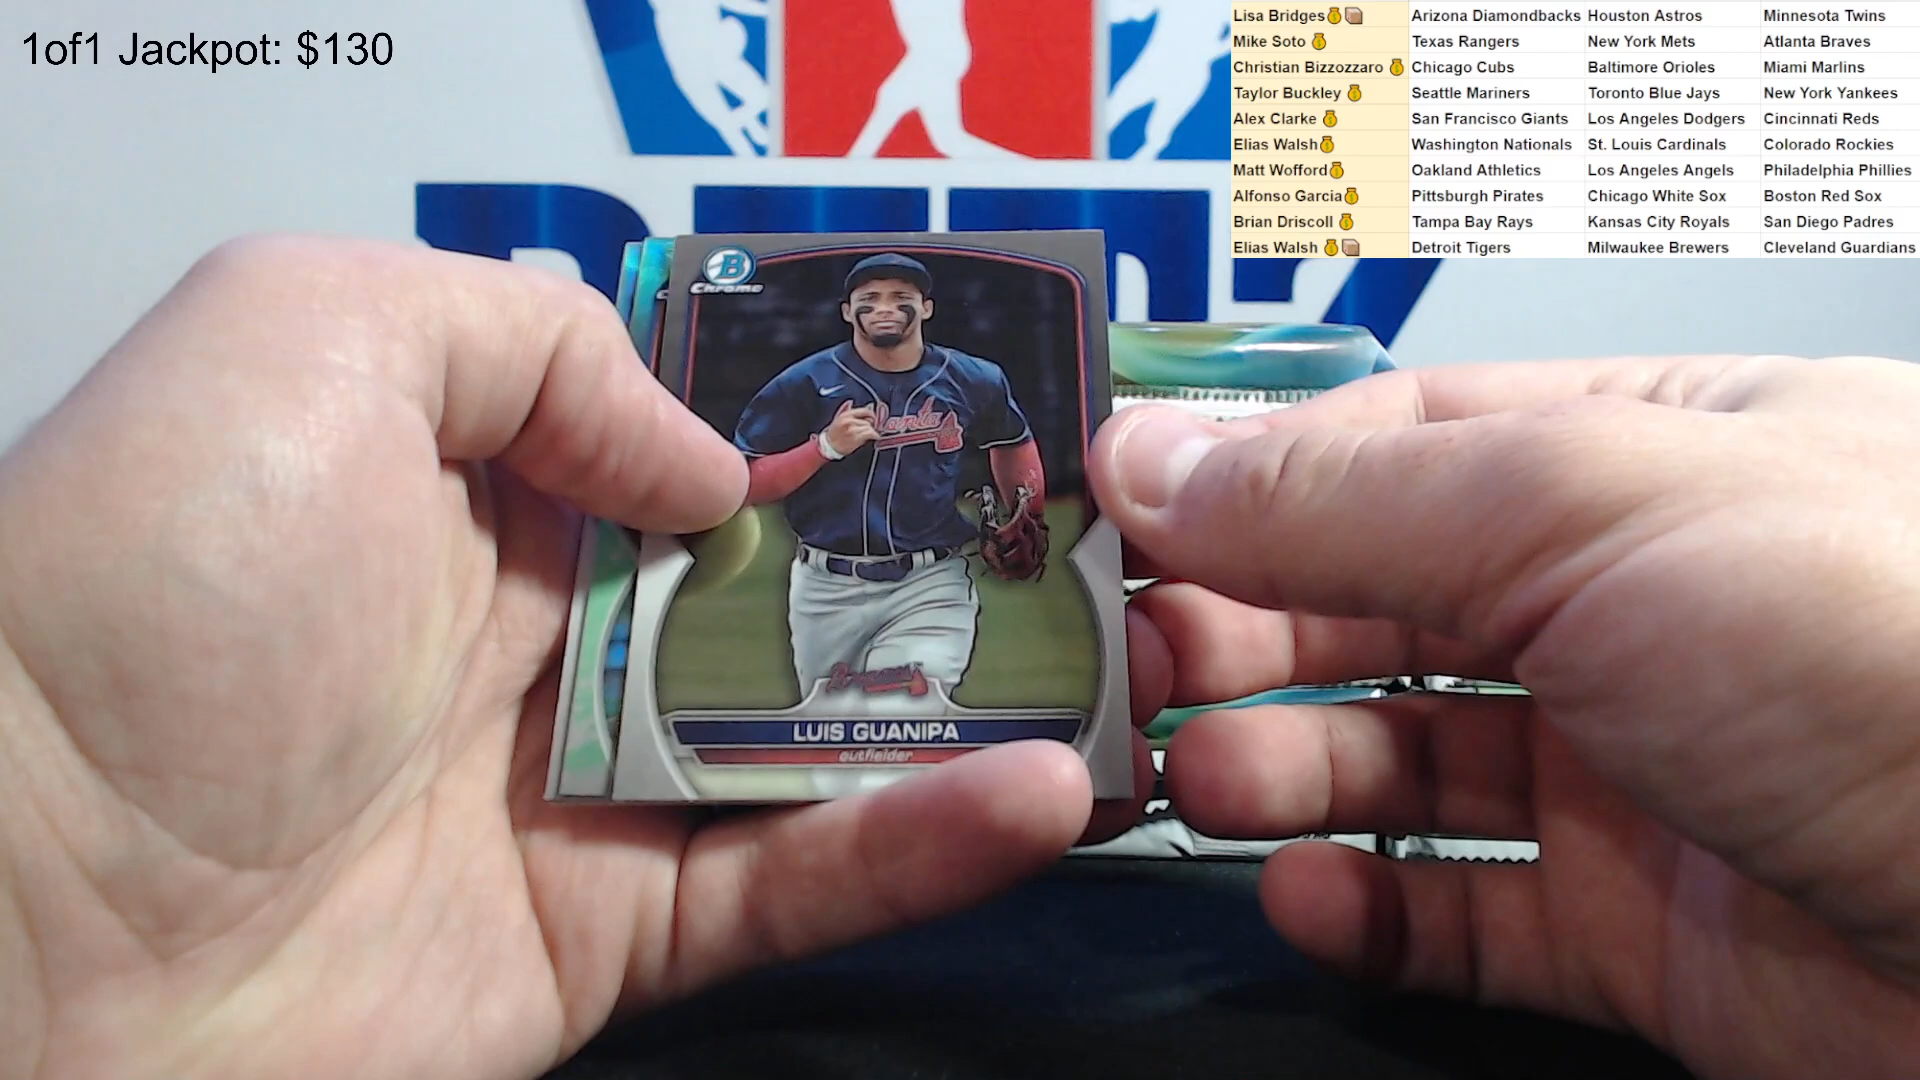 1of1 Jackpot: $130
Lisa Bridges Arizona Diamondbacks Houston Astros Minnesota Twins
Mike Soto Texas Rangers New York Mets Atlanta Braves
Christian Bizzozzaro Chicago Cubs Baltimore Orioles Miami Marlins
Taylor Buckley Seattle Mariners Toronto Blue Jays New York Yankees
Alex Clarke San Francisco Giants Los Angeles Dodgers Cincinnati Reds
Elias Walsh Washington Nationals St. Louis Cardinals Colorado Rockies
Matt Wofford Oakland Athletics Los Angeles Angels Philadelphia Phillies
Alfonso Garcia Pittsburgh Pirates Chicago White Sox Boston Red Sox
Brian Driscoll Tampa Bay Rays Kansas City Royals San Diego Padres
Elias Walsh Detroit Tigers Milwaukee Brewers Cleveland Guardians
B
Chrome
Atlanta
Braves
LUIS GUANIPA
outfielder